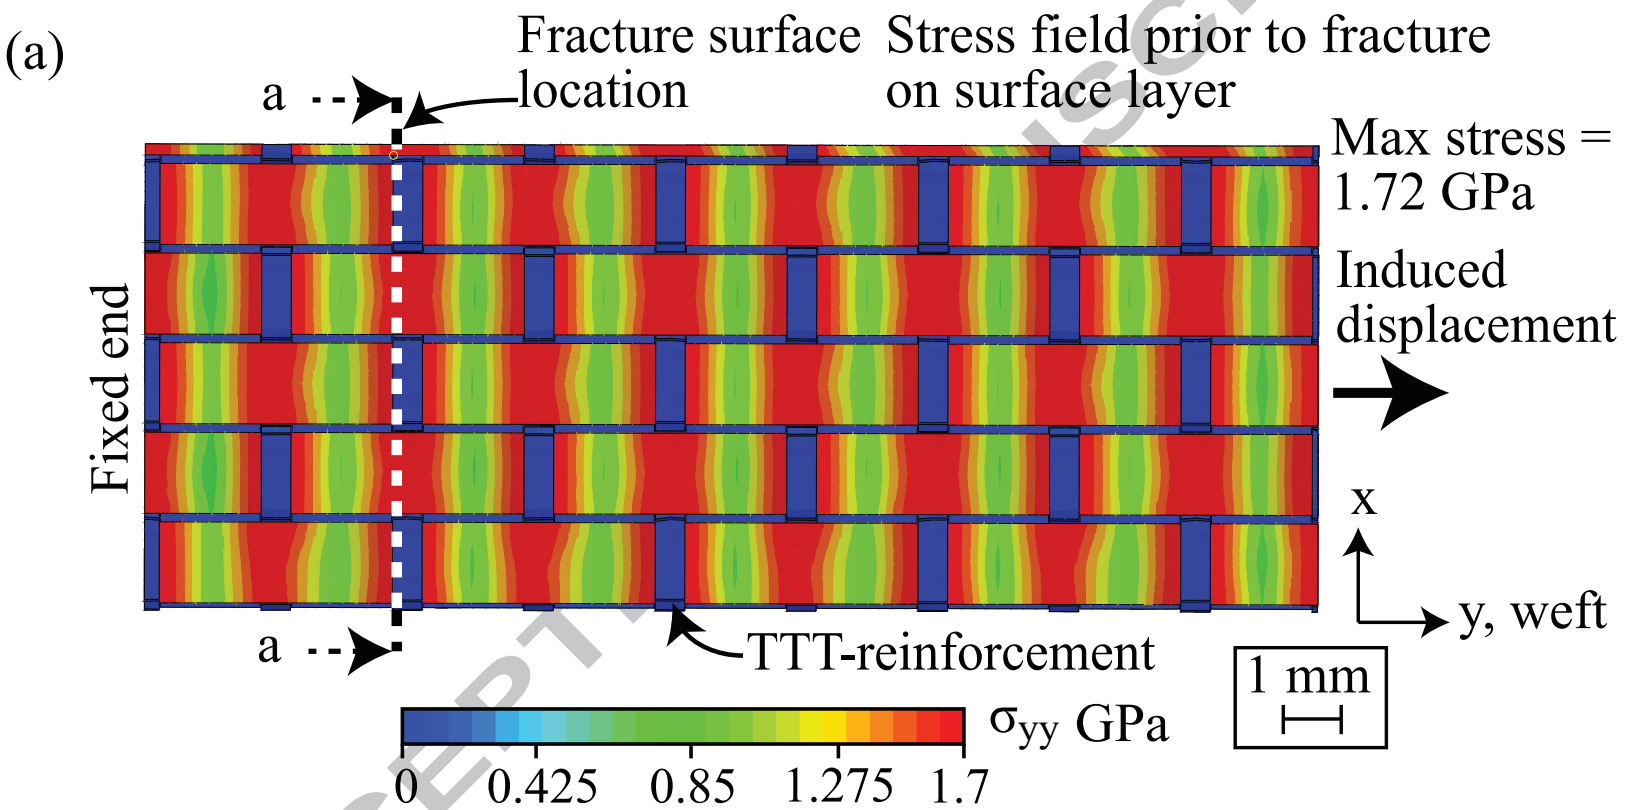 (a)
Fracture surface
location
Stress field prior to fracture
on surface layer
a
Max stress =
1.72 GPa
Fixed end
Induced
displacement
x
y, weft
a
TTT-reinforcement
1 mm
σyy GPa
0 0.425 0.85 1.275 1.7